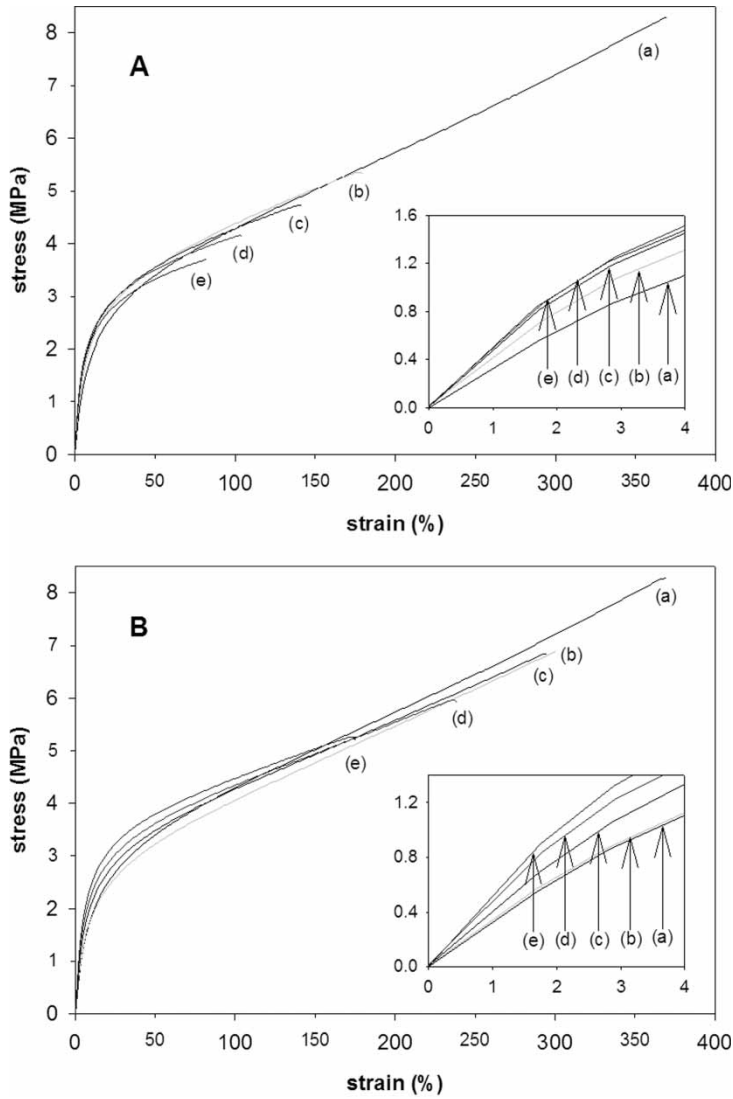 8
A
(a)
7
6
(b)
5
(c)
(d)
4
(e)
3
2
1
0
stress (MPa)
1.6
1.2
0.8
0.4
0.0
(e) (d) (c) (b) (a)
0 1 2 3 4
0 50 100 150 200 250 300 350 400
strain (%)
8
B
(a)
7
(b)
(c)
6
(d)
5
(e)
4
3
2
1
0
stress (MPa)
1.2
0.8
0.4
0.0
(e) (d) (c) (b) (a)
0 1 2 3 4
0 50 100 150 200 250 300 350 400
strain (%)